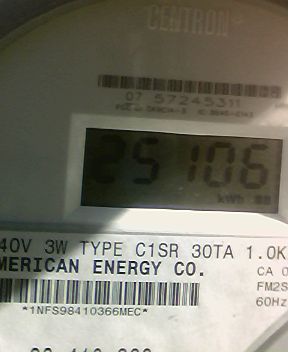 CENTRON
07 57245311
25106
kWh
40V 3W TYPE C1SR 30TA 1.0K
MERICAN ENERGY CO.
CA 0
FM2S
60Hz
*1NFS98410366MEC*